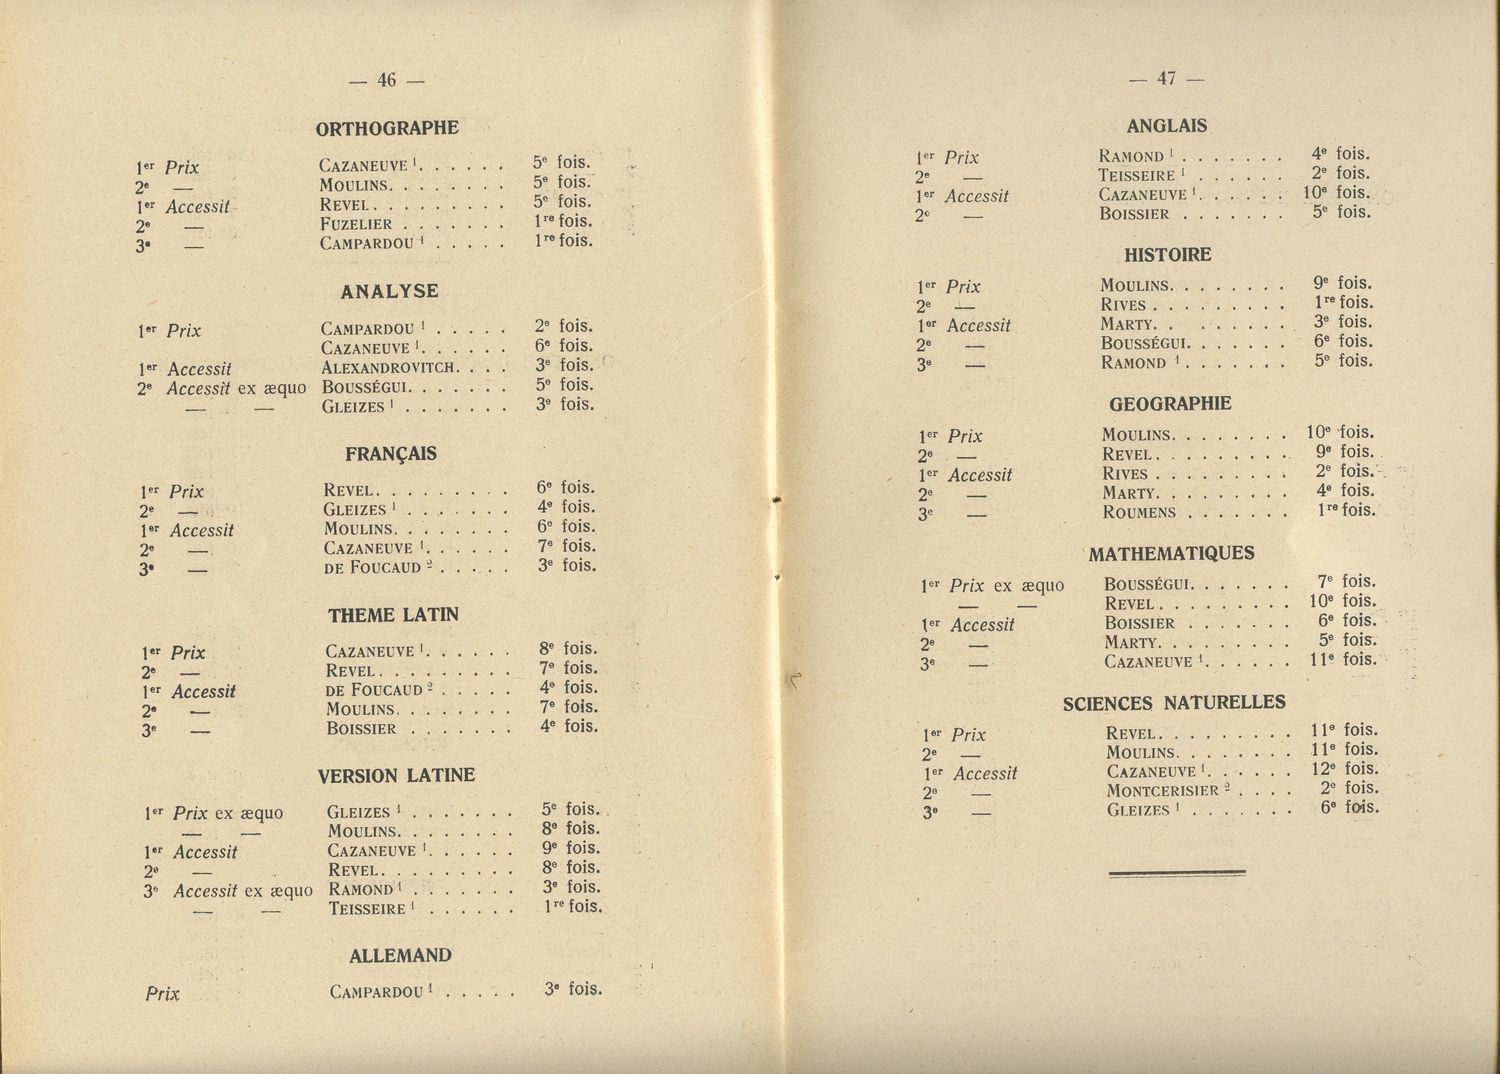 — 46 —
ORTHOGRAPHE
1er Prix CAZANEUVE 1. . . . . . 5e fois.
2e — MOULINS. . . . . . . . 5e fois.
1er Accessit REVEL. . . . . . . . . 5e fois.
2e — FUZELIER . . . . . . . 1re fois.
3e — CAMPARDOU 1 . . . . . 1re fois.
ANALYSE
1er Prix CAMPARDOU 1 . . . . . 2e fois.
CAZANEUVE 1. . . . . . 6e fois.
1er Accessit ALEXANDROVITCH. . . . 3e fois.
2e Accessit ex æquo BOUSSÉGUI. . . . . . . 5e fois.
— — GLEIZES 1 . . . . . . . 3e fois.
FRANÇAIS
1er Prix REVEL. . . . . . . . . 6e fois.
2e — GLEIZES 1 . . . . . . . 4e fois.
1er Accessit MOULINS. . . . . . . . 6e fois.
2e — CAZANEUVE 1. . . . . . 7e fois.
3e — DE FOUCAUD 2 . . . . . 3e fois.
THEME LATIN
1er Prix CAZANEUVE 1. . . . . . 8e fois.
2e — REVEL. . . . . . . . . 7e fois.
1er Accessit DE FOUCAUD 2 . . . . . 4e fois.
2e — MOULINS. . . . . . . . 7e fois.
3e — BOISSIER . . . . . . . 4e fois.
VERSION LATINE
1er Prix ex æquo GLEIZES 1 . . . . . . . 5e fois.
— — MOULINS. . . . . . . . 8e fois.
1er Accessit CAZANEUVE 1. . . . . . 9e fois.
2e — REVEL. . . . . . . . . 8e fois.
3e Accessit ex æquo RAMOND 1 . . . . . . . 3e fois.
— — TEISSEIRE 1 . . . . . . 1re fois.
ALLEMAND
Prix CAMPARDOU 1 . . . . . 3e fois.
— 47 —
ANGLAIS
1er Prix RAMOND 1 . . . . . . . 4e fois.
2e — TEISSEIRE 1 . . . . . . 2e fois.
1er Accessit CAZANEUVE 1. . . . . . 10e fois.
2e — BOISSIER . . . . . . . 5e fois.
HISTOIRE
1er Prix MOULINS. . . . . . . . 9e fois.
2e — RIVES . . . . . . . . . 1re fois.
1er Accessit MARTY. . . . . . . . . 3e fois.
2e — BOUSSÉGUI. . . . . . . 6e fois.
3e — RAMOND 1 . . . . . . . 5e fois.
GEOGRAPHIE
1er Prix MOULINS. . . . . . . . 10e fois.
2e — REVEL. . . . . . . . . 9e fois.
1er Accessit RIVES . . . . . . . . . 2e fois.
2e — MARTY. . . . . . . . . 4e fois.
3e — ROUMENS . . . . . . . 1re fois.
MATHEMATIQUES
1er Prix ex æquo BOUSSÉGUI. . . . . . . 7e fois.
— — REVEL. . . . . . . . . 10e fois.
1er Accessit BOISSIER . . . . . . . 6e fois.
2e — MARTY. . . . . . . . . 5e fois.
3e — CAZANEUVE 1. . . . . . 11e fois.
SCIENCES NATURELLES
1er Prix REVEL. . . . . . . . . 11e fois.
2e — MOULINS. . . . . . . . 11e fois.
1er Accessit CAZANEUVE 1. . . . . . 12e fois.
2e — MONTCERISIER 2 . . . . 2e fois.
3e — GLEIZES 1 . . . . . . . 6e fois.